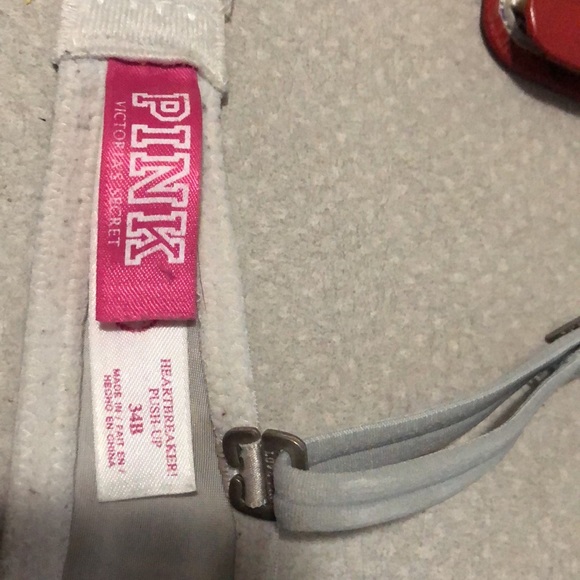 PINK
VICTORIA'S SECRET
HEARTBREAKER!
PUSH-UP
34B
MADE IN / FAIT EN /
HECHO EN CHINA